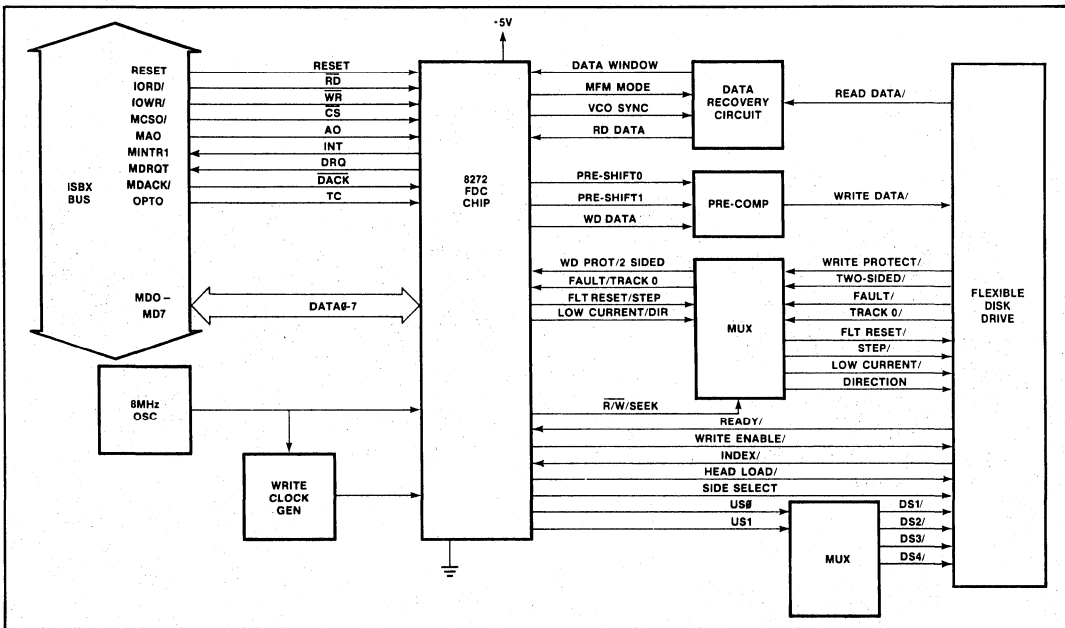 -5V
RESET
IORD/
IOWR/
MCSO/
MAO
MINTR1
MDRQT
MDACK/
OPTO
ISBX
BUS
MDO –
MD7
RESET
RD
WR
CS
AO
INT
DRQ
DACK
TC
DATA0-7
8MHz
OSC
WRITE
CLOCK
GEN
8272
FDC
CHIP
DATA WINDOW
MFM MODE
VCO SYNC
RD DATA
DATA
RECOVERY
CIRCUIT
READ DATA/
PRE-SHIFT0
PRE-SHIFT1
WD DATA
PRE-COMP
WRITE DATA/
WD PROT/2 SIDED
FAULT/TRACK 0
FLT RESET/STEP
LOW CURRENT/DIR
MUX
WRITE PROTECT/
TWO-SIDED/
FAULT/
TRACK 0/
FLT RESET/
STEP/
LOW CURRENT/
DIRECTION
R/W/SEEK
READY/
WRITE ENABLE/
INDEX/
HEAD LOAD/
SIDE SELECT
US0
US1
MUX
DS1/
DS2/
DS3/
DS4/
FLEXIBLE
DISK
DRIVE